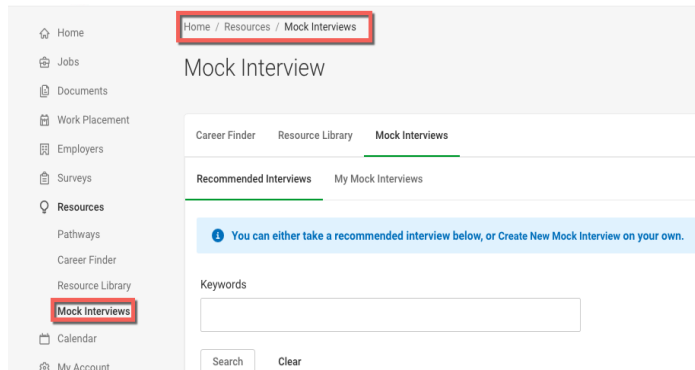 Home
Jobs
Documents
Work Placement
Employers
Surveys
Resources
Pathways
Career Finder
Resource Library
Mock Interviews
Calendar
My Account
Home / Resources / Mock Interviews
Mock Interview
Career Finder Resource Library Mock Interviews
Recommended Interviews My Mock Interviews
You can either take a recommended interview below, or Create New Mock Interview on your own.
Keywords
Search Clear